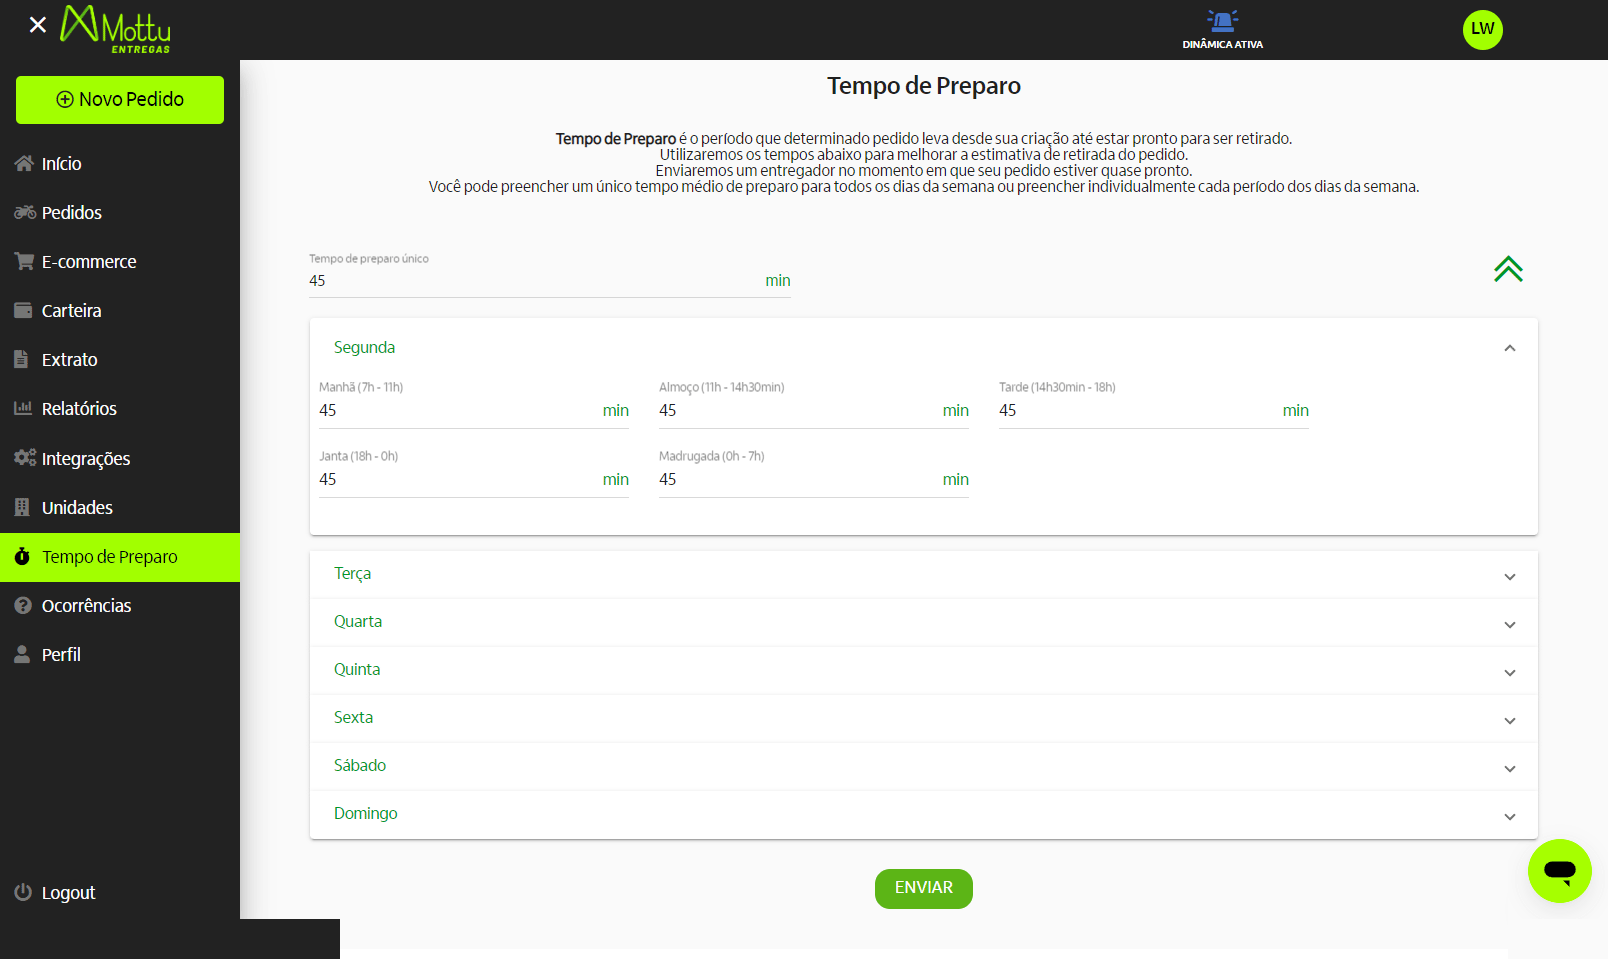 Mottu
ENTREGAS
DINÂMICA ATIVA
LW
Novo Pedido
Início
Pedidos
E-commerce
Carteira
Extrato
Relatórios
Integrações
Unidades
Tempo de Preparo
Ocorrências
Perfil
Logout
Tempo de Preparo
Tempo de Preparo é o período que determinado pedido leva desde sua criação até estar pronto para ser retirado.
Utilizaremos os tempos abaixo para melhorar a estimativa de retirada do pedido.
Enviaremos um entregador no momento em que seu pedido estiver quase pronto.
Você pode preencher um único tempo médio de preparo para todos os dias da semana ou preencher individualmente cada período dos dias da semana.
Tempo de preparo único
45 min
Segunda
Manhã (7h - 11h) Almoço (11h - 14h30min) Tarde (14h30min - 18h)
45 min 45 min 45 min
Janta (18h - 0h) Madrugada (0h - 7h)
45 min 45 min
Terça
Quarta
Quinta
Sexta
Sábado
Domingo
ENVIAR